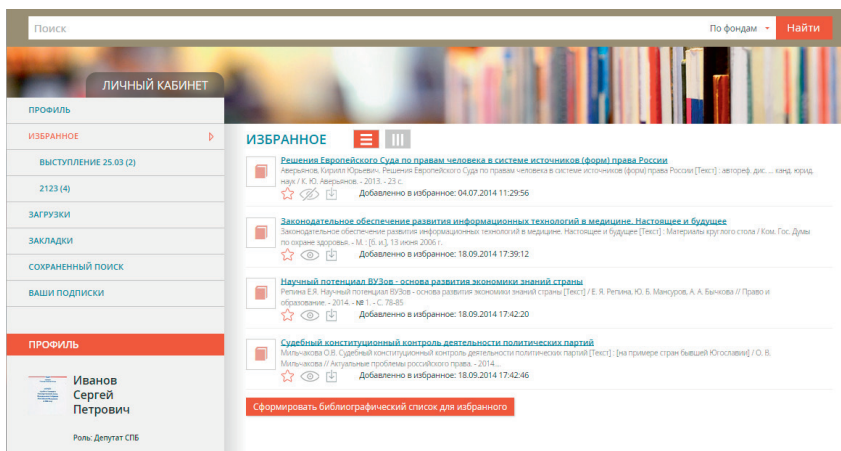 Поиск
По фондам
Найти
ЛИЧНЫЙ КАБИНЕТ
ПРОФИЛЬ
ИЗБРАННОЕ
ВЫСТУПЛЕНИЕ 25.03 (2)
2123 (4)
ЗАГРУЗКИ
ЗАКЛАДКИ
СОХРАНЕННЫЙ ПОИСК
ВАШИ ПОДПИСКИ
ПРОФИЛЬ
Иванов
Сергей
Петрович
Роль: Депутат СПБ
ИЗБРАННОЕ
Решения Европейского Суда по правам человека в системе источников (форм) права России
Аверьянов, Кирилл Юрьевич. Решения Европейского Суда по правам человека в системе источников (форм) права России [Текст] : автореф. дис. ... канд. юрид.
наук / К. Ю. Аверьянов. - 2013. - 23 с.
Добавленно в избранное: 04.07.2014 11:29:56
Законодательное обеспечение развития информационных технологий в медицине. Настоящее и будущее
Законодательное обеспечение развития информационных технологий в медицине. Настоящее и будущее [Текст] : Материалы круглого стола / Ком. Гос. Думы
по охране здоровья. - М. : [б. и.], 13 июня 2006 г.
Добавленно в избранное: 18.09.2014 17:39:12
Научный потенциал ВУЗов - основа развития экономики знаний страны
Репина Е.Я. Научный потенциал ВУЗов - основа развития экономики знаний страны [Текст] / Е. Я. Репина, Ю. Б. Мансуров, А. А. Бычкова // Право и
образование. - 2014. - № 1. - С. 78-85
Добавленно в избранное: 18.09.2014 17:42:20
Судебный конституционный контроль деятельности политических партий
Мильчакова О.В. Судебный конституционный контроль деятельности политических партий [Текст] : [на примере стран бывшей Югославии] / О. В.
Мильчакова // Актуальные проблемы российского права. - 2014...
Добавленно в избранное: 18.09.2014 17:42:46
Сформировать библиографический список для избранного